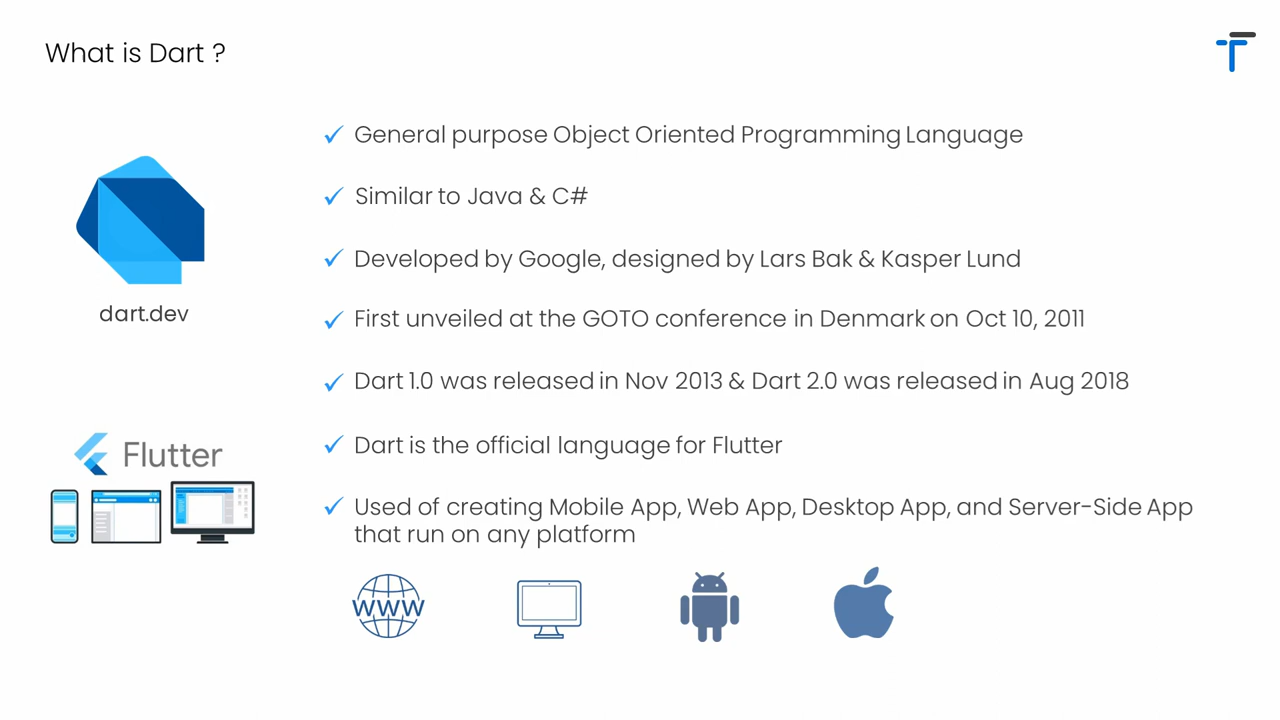 What is Dart ?
General purpose Object Oriented Programming Language
Similar to Java & C#
Developed by Google, designed by Lars Bak & Kasper Lund
dart.dev
First unveiled at the GOTO conference in Denmark on Oct 10, 2011
Dart 1.0 was released in Nov 2013 & Dart 2.0 was released in Aug 2018
Flutter
Dart is the official language for Flutter
Used of creating Mobile App, Web App, Desktop App, and Server-Side App
that run on any platform
WWW